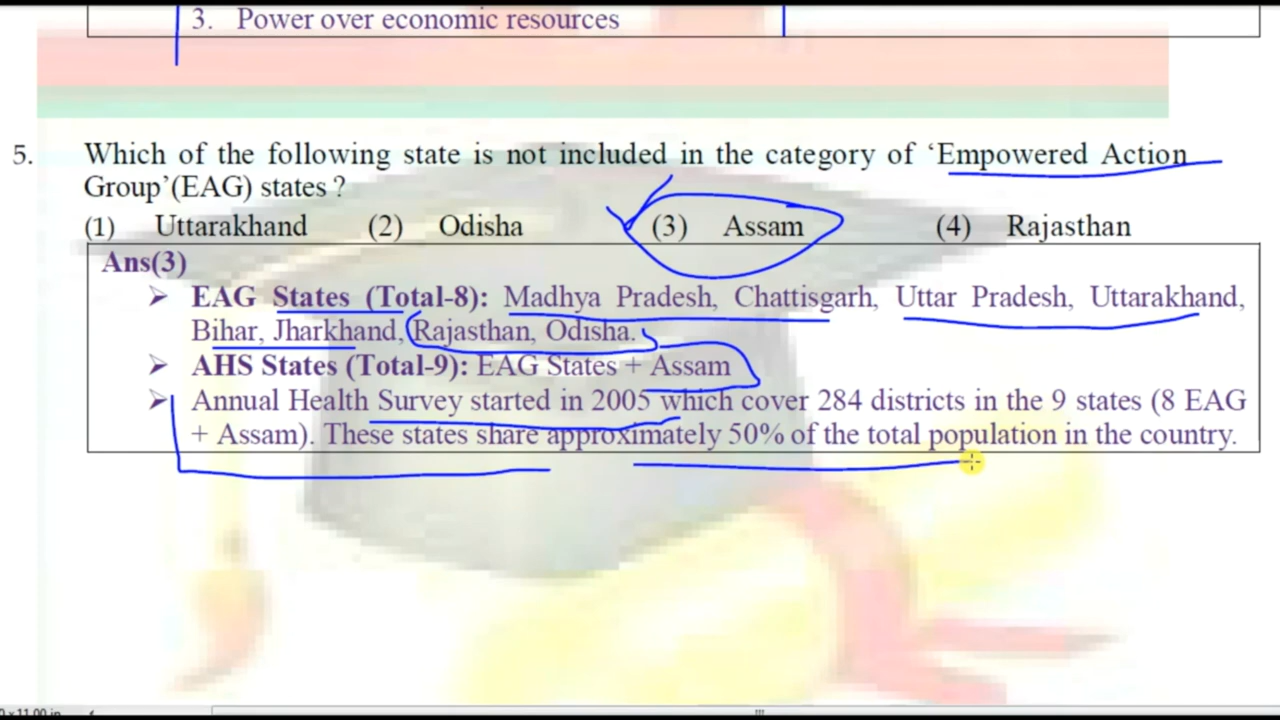 3. Power over economic resources
5. Which of the following state is not included in the category of ‘Empowered Action
Group’(EAG) states ?
(1) Uttarakhand (2) Odisha (3) Assam (4) Rajasthan
Ans(3)
➢ EAG States (Total-8): Madhya Pradesh, Chattisgarh, Uttar Pradesh, Uttarakhand,
Bihar, Jharkhand, Rajasthan, Odisha.
➢ AHS States (Total-9): EAG States + Assam
➢ Annual Health Survey started in 2005 which cover 284 districts in the 9 states (8 EAG
+ Assam). These states share approximately 50% of the total population in the country.
x 11.00 in